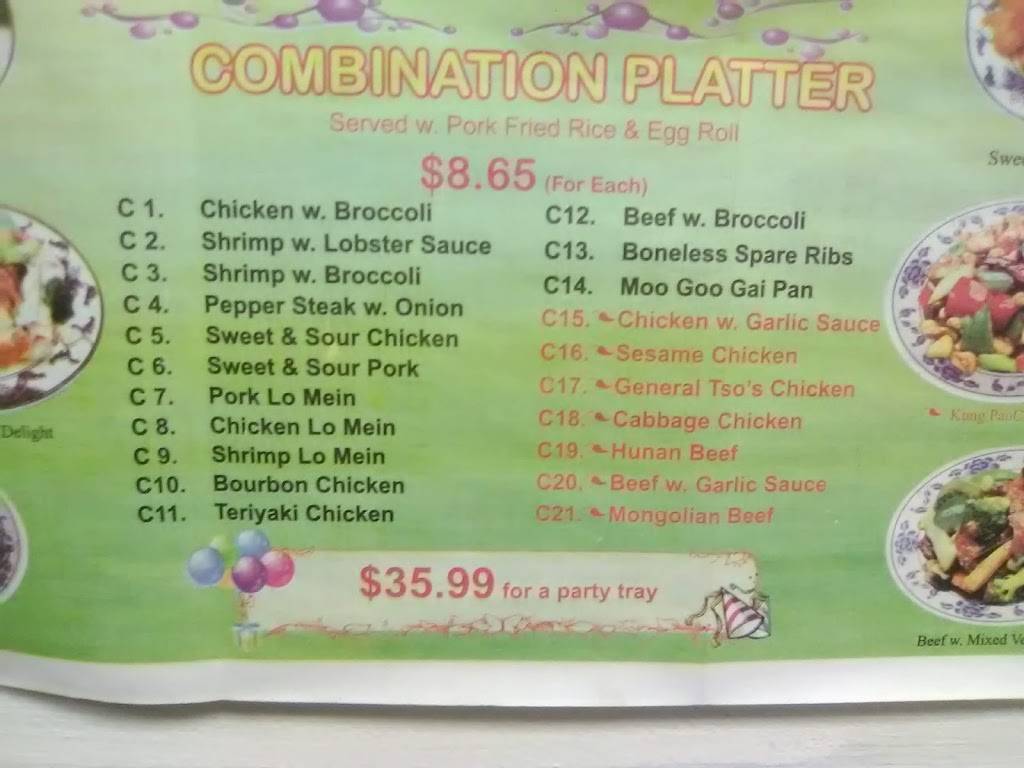 COMBINATION PLATTER
Served w. Pork Fried Rice & Egg Roll
$8.65 (For Each)
C 1. Chicken w. Broccoli
C 2. Shrimp w. Lobster Sauce
C 3. Shrimp w. Broccoli
C 4. Pepper Steak w. Onion
C 5. Sweet & Sour Chicken
C 6. Sweet & Sour Pork
C 7. Pork Lo Mein
C 8. Chicken Lo Mein
C 9. Shrimp Lo Mein
C10. Bourbon Chicken
C11. Teriyaki Chicken
C12. Beef w. Broccoli
C13. Boneless Spare Ribs
C14. Moo Goo Gai Pan
C15. Chicken w. Garlic Sauce
C16. Sesame Chicken
C17. General Tso's Chicken
C18. Cabbage Chicken
C19. Hunan Beef
C20. Beef w. Garlic Sauce
C21. Mongolian Beef
$35.99 for a party tray
Delight
Kung Pao
Beef w. Mixed